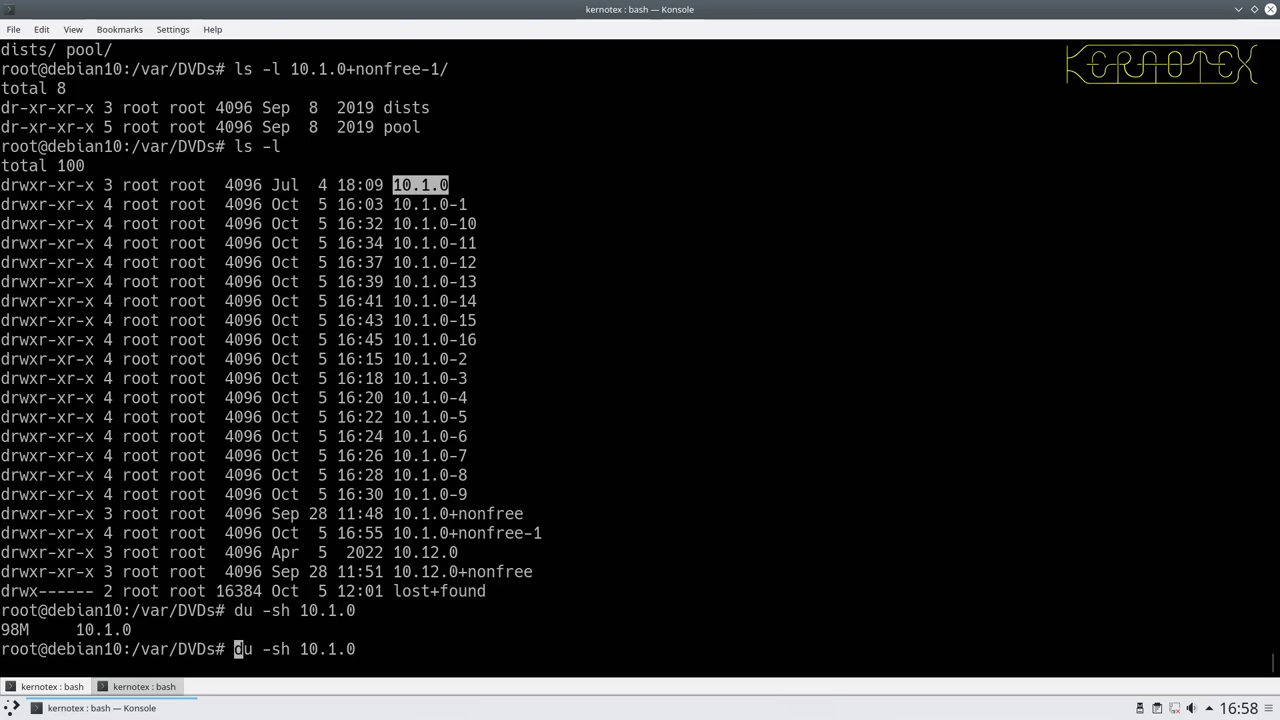 kernotex : bash — Konsole
File Edit View Bookmarks Settings Help
KERNOTEX
dists/ pool/
root@debian10:/var/DVDs# ls -l 10.1.0+nonfree-1/
total 8
dr-xr-xr-x 3 root root 4096 Sep  8  2019 dists
dr-xr-xr-x 5 root root 4096 Sep  8  2019 pool
root@debian10:/var/DVDs# ls -l
total 100
drwxr-xr-x 3 root root  4096 Jul  4 18:09 10.1.0
drwxr-xr-x 4 root root  4096 Oct  5 16:03 10.1.0-1
drwxr-xr-x 4 root root  4096 Oct  5 16:32 10.1.0-10
drwxr-xr-x 4 root root  4096 Oct  5 16:34 10.1.0-11
drwxr-xr-x 4 root root  4096 Oct  5 16:37 10.1.0-12
drwxr-xr-x 4 root root  4096 Oct  5 16:39 10.1.0-13
drwxr-xr-x 4 root root  4096 Oct  5 16:41 10.1.0-14
drwxr-xr-x 4 root root  4096 Oct  5 16:43 10.1.0-15
drwxr-xr-x 4 root root  4096 Oct  5 16:45 10.1.0-16
drwxr-xr-x 4 root root  4096 Oct  5 16:15 10.1.0-2
drwxr-xr-x 4 root root  4096 Oct  5 16:18 10.1.0-3
drwxr-xr-x 4 root root  4096 Oct  5 16:20 10.1.0-4
drwxr-xr-x 4 root root  4096 Oct  5 16:22 10.1.0-5
drwxr-xr-x 4 root root  4096 Oct  5 16:24 10.1.0-6
drwxr-xr-x 4 root root  4096 Oct  5 16:26 10.1.0-7
drwxr-xr-x 4 root root  4096 Oct  5 16:28 10.1.0-8
drwxr-xr-x 4 root root  4096 Oct  5 16:30 10.1.0-9
drwxr-xr-x 3 root root  4096 Sep 28 11:48 10.1.0+nonfree
drwxr-xr-x 4 root root  4096 Oct  5 16:55 10.1.0+nonfree-1
drwxr-xr-x 3 root root  4096 Apr  5  2022 10.12.0
drwxr-xr-x 3 root root  4096 Sep 28 11:51 10.12.0+nonfree
drwx------ 2 root root 16384 Oct  5 12:01 lost+found
root@debian10:/var/DVDs# du -sh 10.1.0
98M     10.1.0
root@debian10:/var/DVDs# du -sh 10.1.0
kernotex : bash kernotex : bash
kernotex : bash — Konsole 16:58